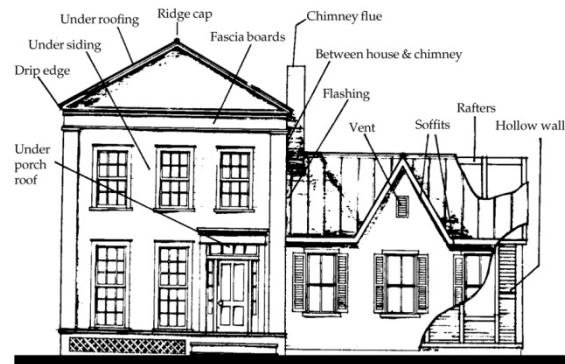 Ridge cap
Chimney flue
Under roofing
Fascia boards
Under siding
Between house & chimney
Drip edge
Flashing
Rafters
Vent
Soffits
Hollow wall
Under
porch
roof